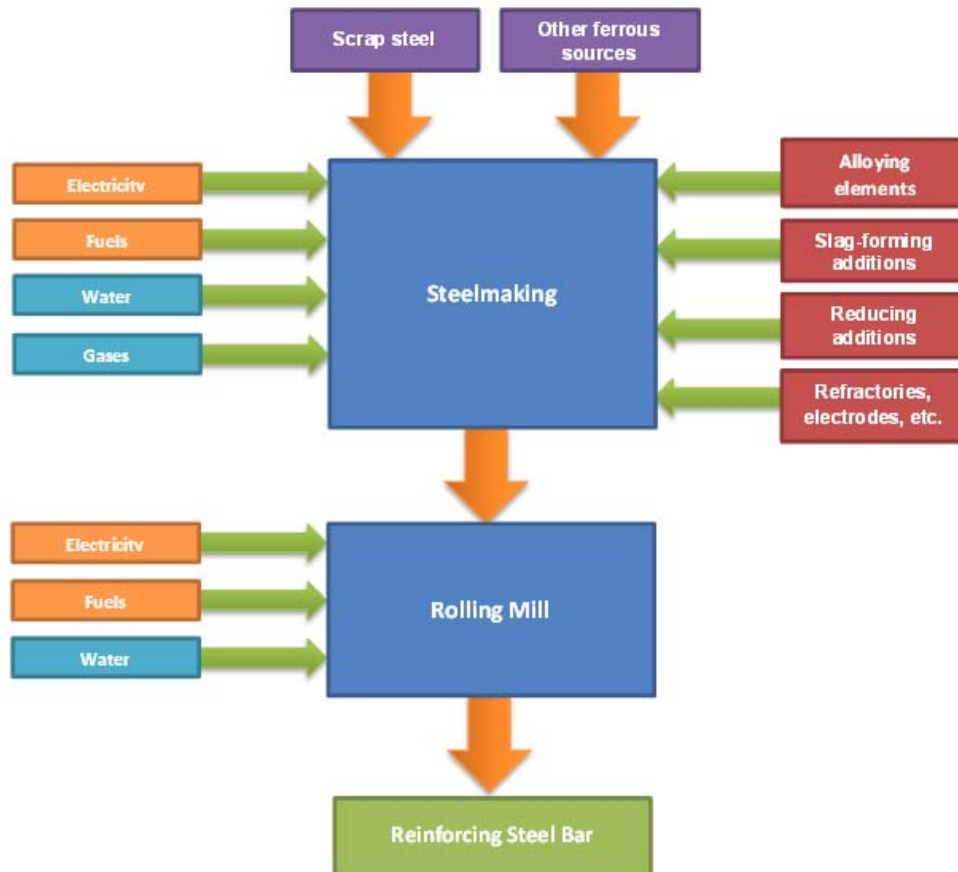 Scrap steel
Other ferrous
sources
Electricity
Fuels
Water
Gases
Steelmaking
Alloying
elements
Slag-forming
additions
Reducing
additions
Refractories,
electrodes, etc.
Electricity
Fuels
Water
Rolling Mill
Reinforcing Steel Bar